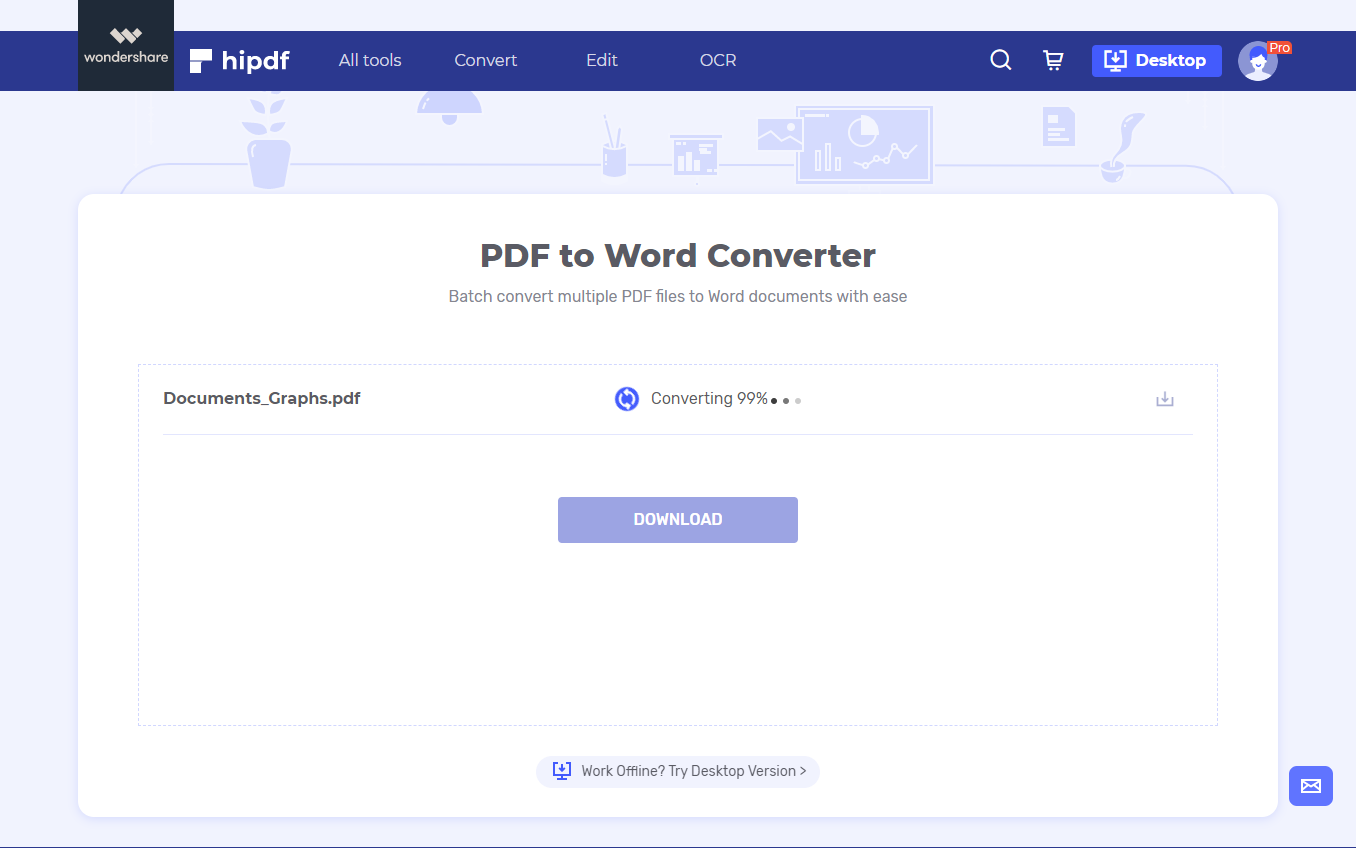 wondershare
hipdf
All tools
Convert
Edit
OCR
Desktop
Pro
PDF to Word Converter
Batch convert multiple PDF files to Word documents with ease
Documents_Graphs.pdf
Converting 99%
DOWNLOAD
Work Offline? Try Desktop Version >